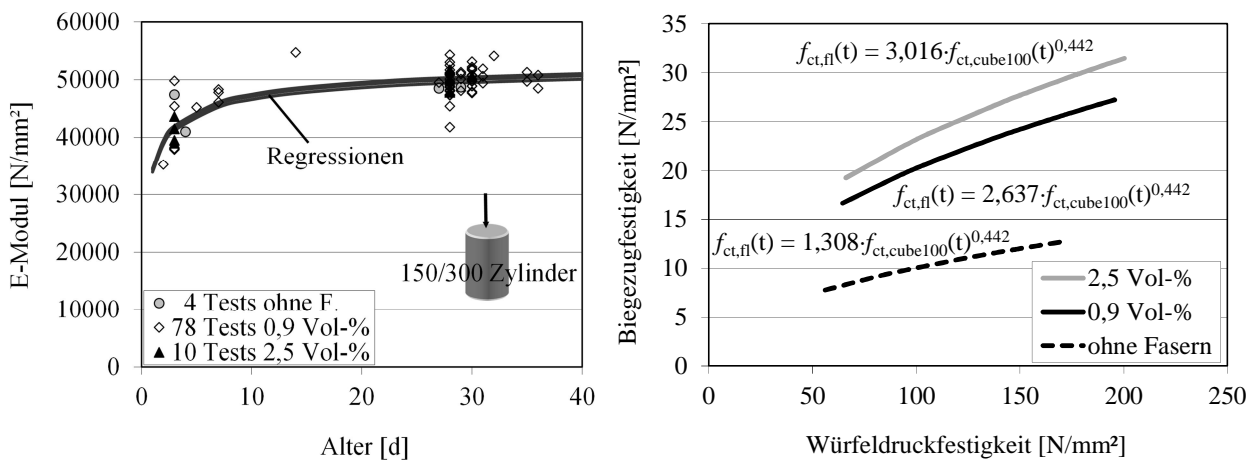 60000
50000
40000
30000
20000
10000
0
E-Modul [N/mm²]
Regressionen
150/300 Zylinder
4 Tests ohne F.
78 Tests 0,9 Vol-%
10 Tests 2,5 Vol-%
0 10 20 30 40
Alter [d]
35
30
25
20
15
10
5
0
Biegezugfestigkeit [N/mm²]
fct,fl(t) = 3,016·fct,cube100(t)^0,442
fct,fl(t) = 2,637·fct,cube100(t)^0,442
fct,fl(t) = 1,308·fct,cube100(t)^0,442
2,5 Vol-%
0,9 Vol-%
ohne Fasern
0 50 100 150 200 250
Würfeldruckfestigkeit [N/mm²]